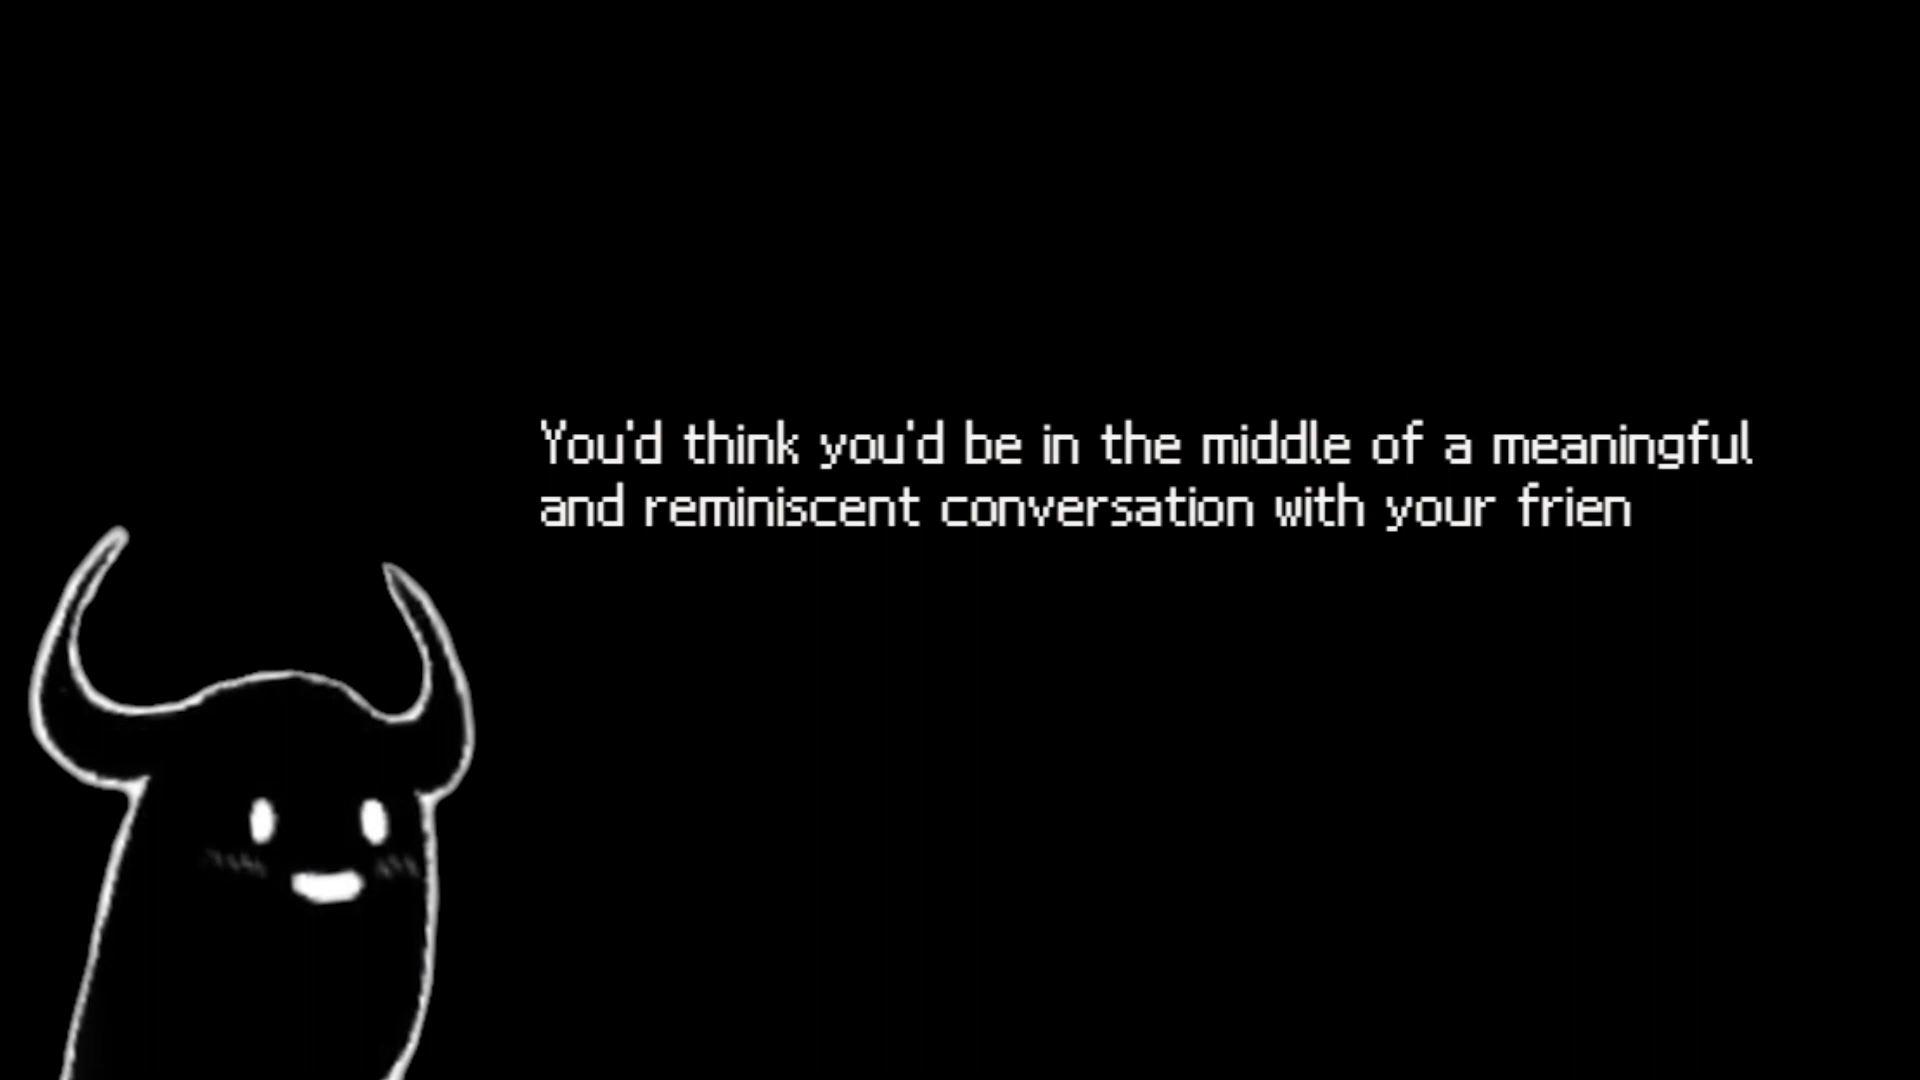 You'd think you'd be in the middle of a meaningful
and reminiscent conversation with your frien